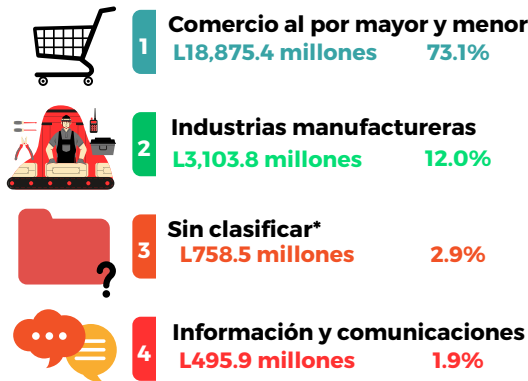 1
Comercio al por mayor y menor
L18,875.4 millones 73.1%
2
Industrias manufactureras
L3,103.8 millones 12.0%
3
Sin clasificar*
L758.5 millones 2.9%
?
4
Información y comunicaciones
L495.9 millones 1.9%